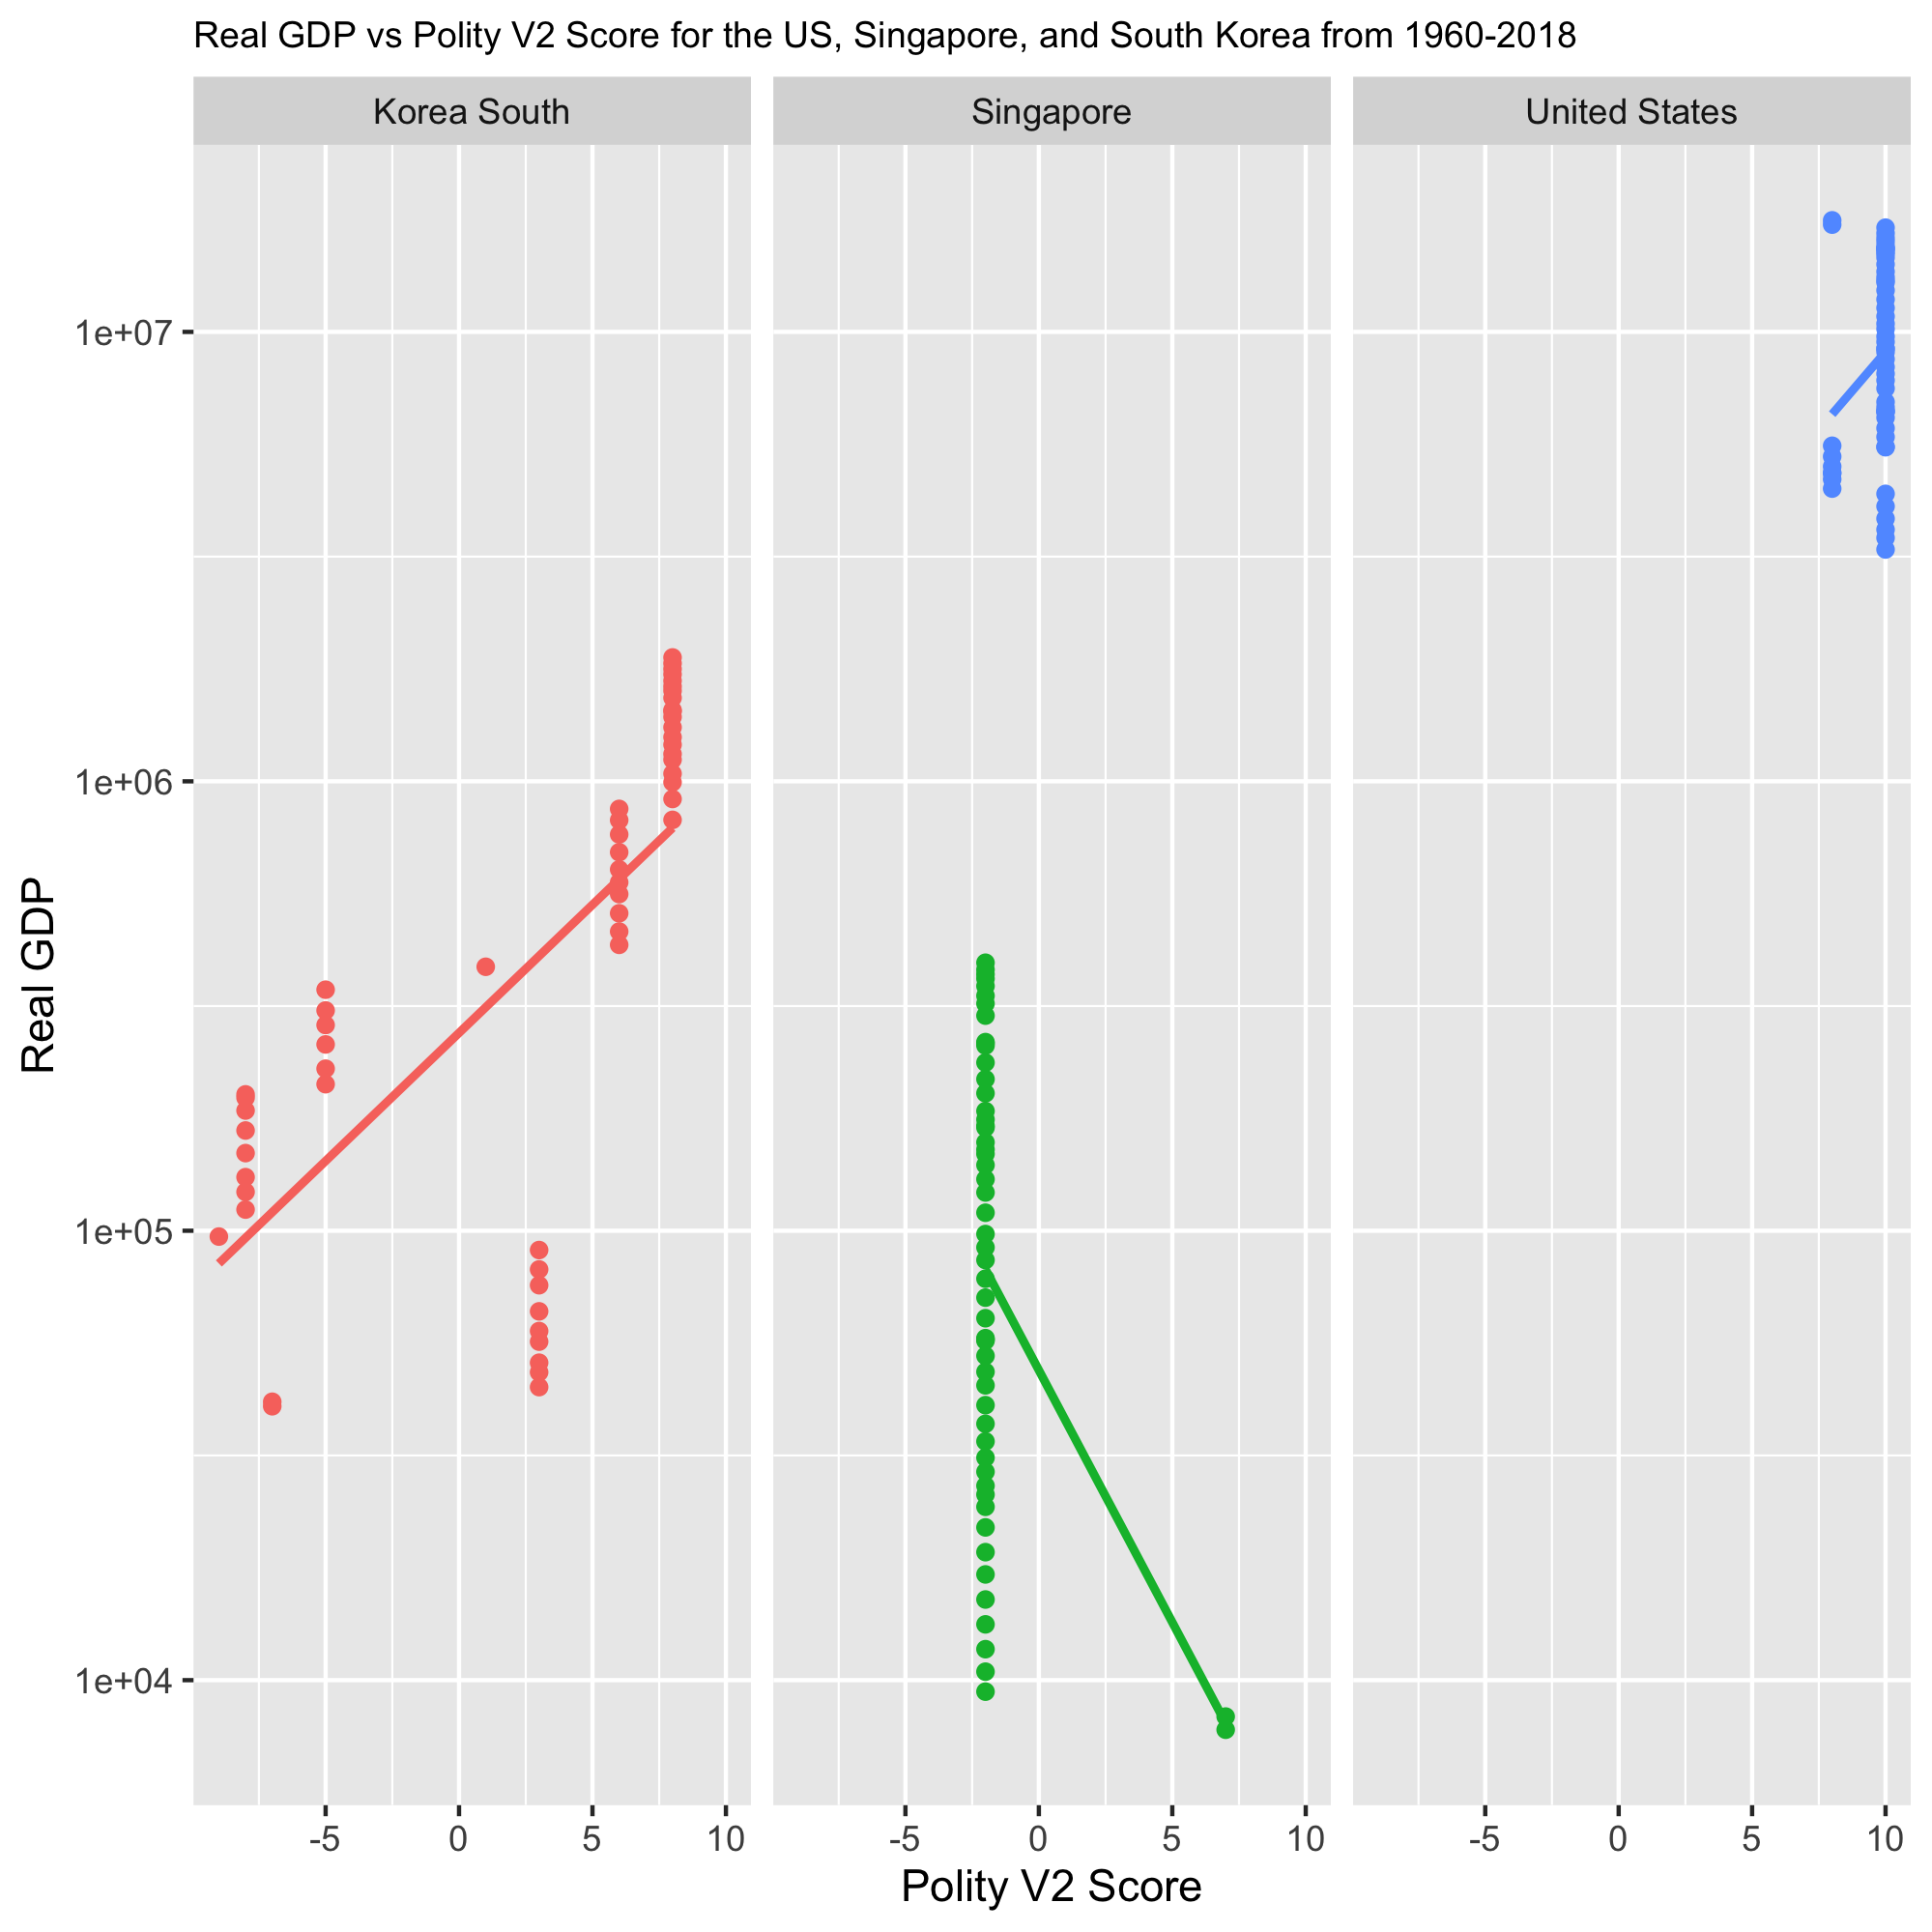 Real GDP vs Polity V2 Score for the US, Singapore, and South Korea from 1960-2018
Korea South
Singapore
United States
Real GDP
1e+07
1e+06
1e+05
1e+04
-5 0 5 10
-5 0 5 10
-5 0 5 10
Polity V2 Score